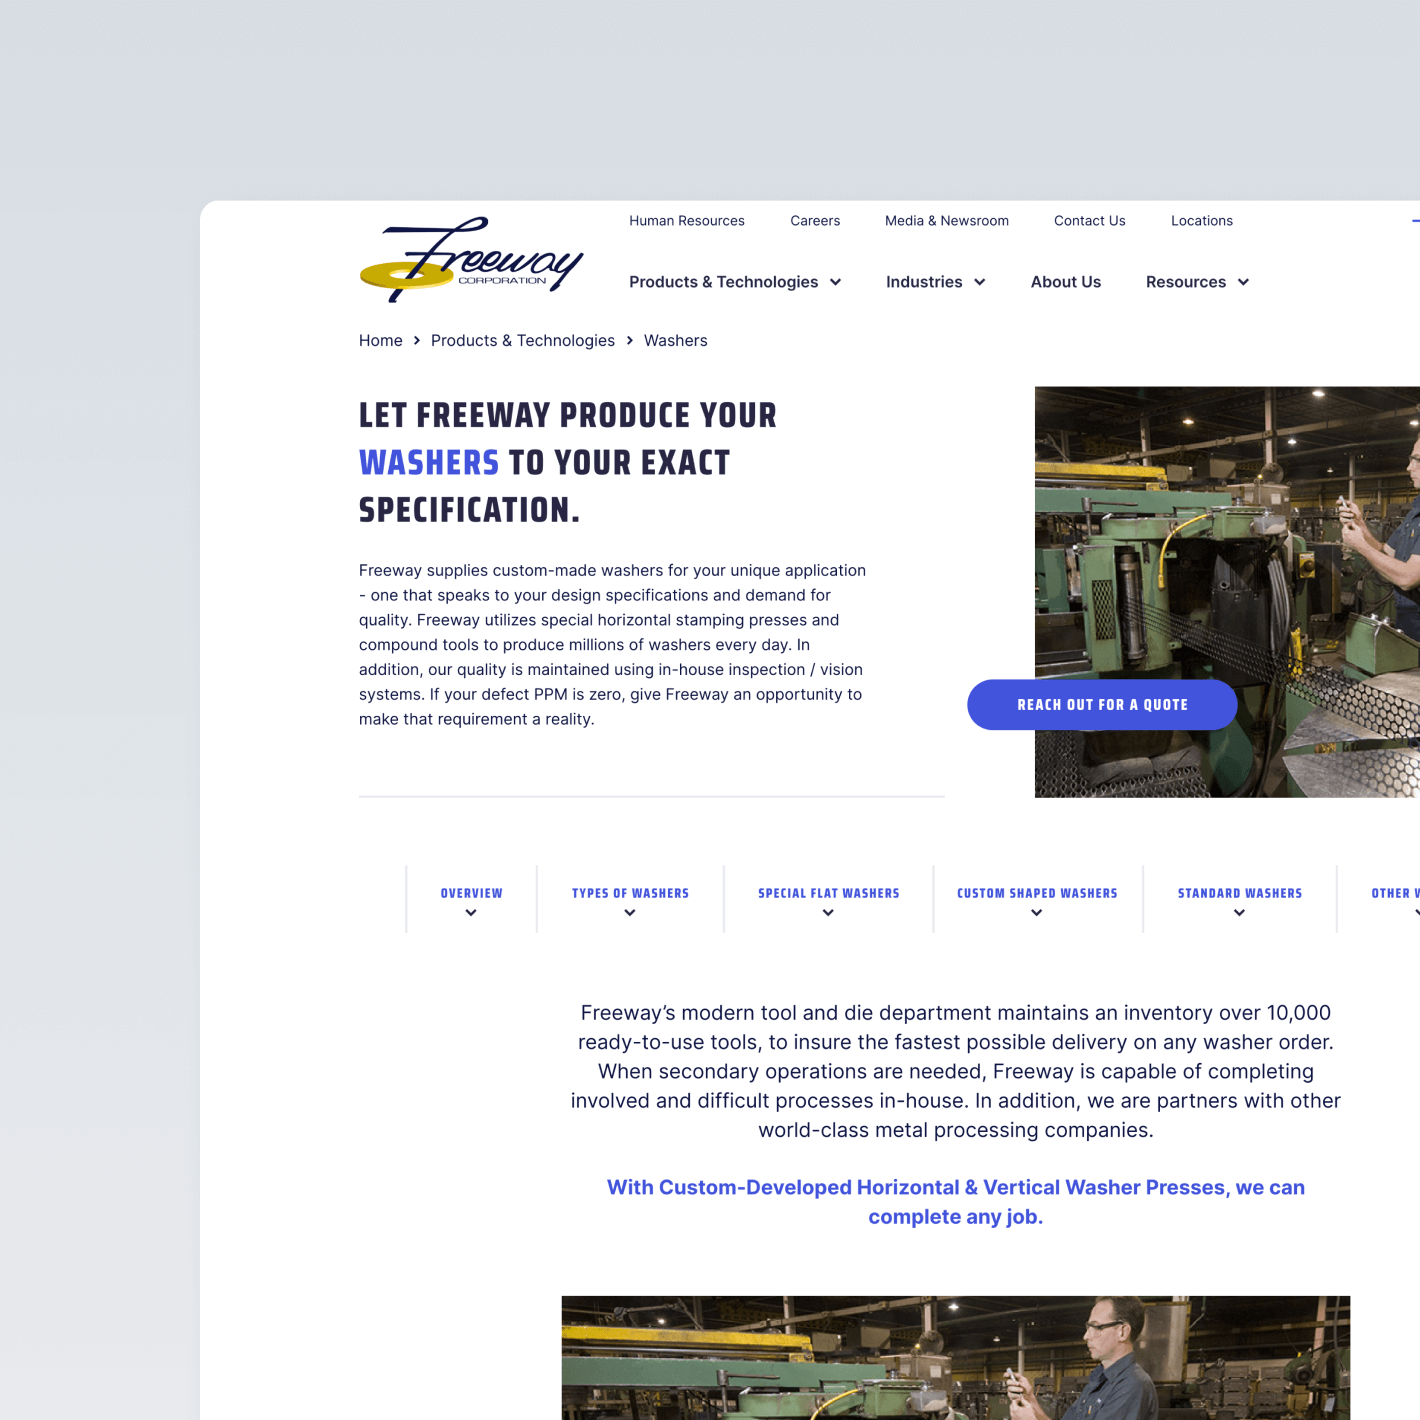 Freeway
CORPORATION
Human Resources Careers Media & Newsroom Contact Us Locations
Products & Technologies Industries About Us Resources
Home > Products & Technologies > Washers
LET FREEWAY PRODUCE YOUR
WASHERS TO YOUR EXACT
SPECIFICATION.
Freeway supplies custom-made washers for your unique application
- one that speaks to your design specifications and demand for
quality. Freeway utilizes special horizontal stamping presses and
compound tools to produce millions of washers every day. In
addition, our quality is maintained using in-house inspection / vision
systems. If your defect PPM is zero, give Freeway an opportunity to
make that requirement a reality.
REACH OUT FOR A QUOTE
OVERVIEW TYPES OF WASHERS SPECIAL FLAT WASHERS CUSTOM SHAPED WASHERS STANDARD WASHERS OTHER
Freeway’s modern tool and die department maintains an inventory over 10,000
ready-to-use tools, to insure the fastest possible delivery on any washer order.
When secondary operations are needed, Freeway is capable of completing
involved and difficult processes in-house. In addition, we are partners with other
world-class metal processing companies.
With Custom-Developed Horizontal & Vertical Washer Presses, we can
complete any job.